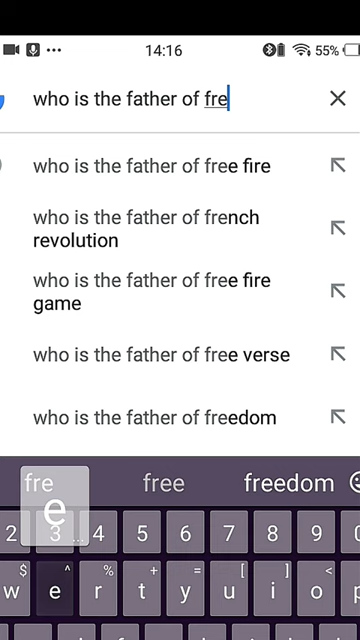 14:16
55%
who is the father of fre
who is the father of free fire
who is the father of french
revolution
who is the father of free fire
game
who is the father of free verse
who is the father of freedom
fre free freedom
e
2 3 ... 4 5 6 7 8 9 0
$ ^ % + = [ ] <
w e r t y u i o p